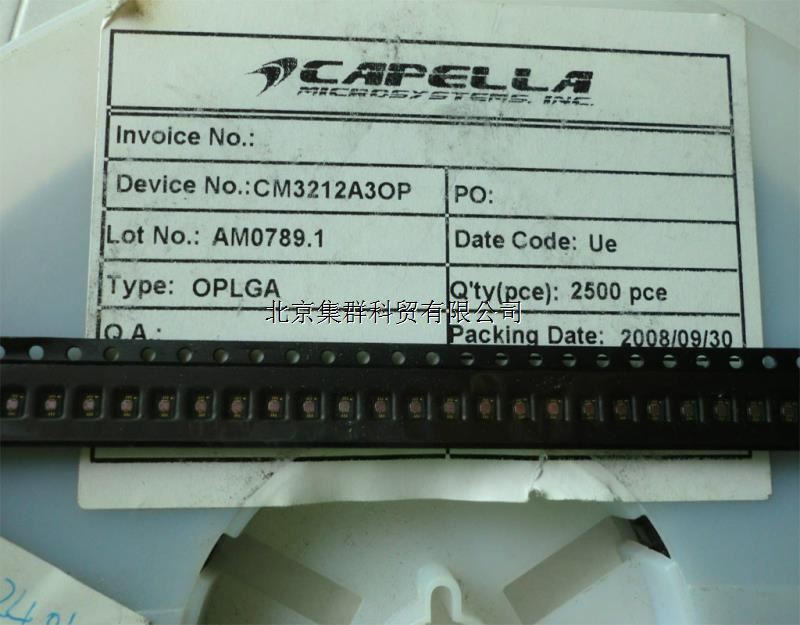 CAPELLA
MICROSYSTEMS, INC.
Invoice No.:
Device No.:CM3212A3OP
PO:
Lot No.: AM0789.1
Date Code: Ue
Type: OPLGA
Q'ty(pce): 2500 pce
北京集群科贸有限公司
Q.A.:
Packing Date: 2008/09/30